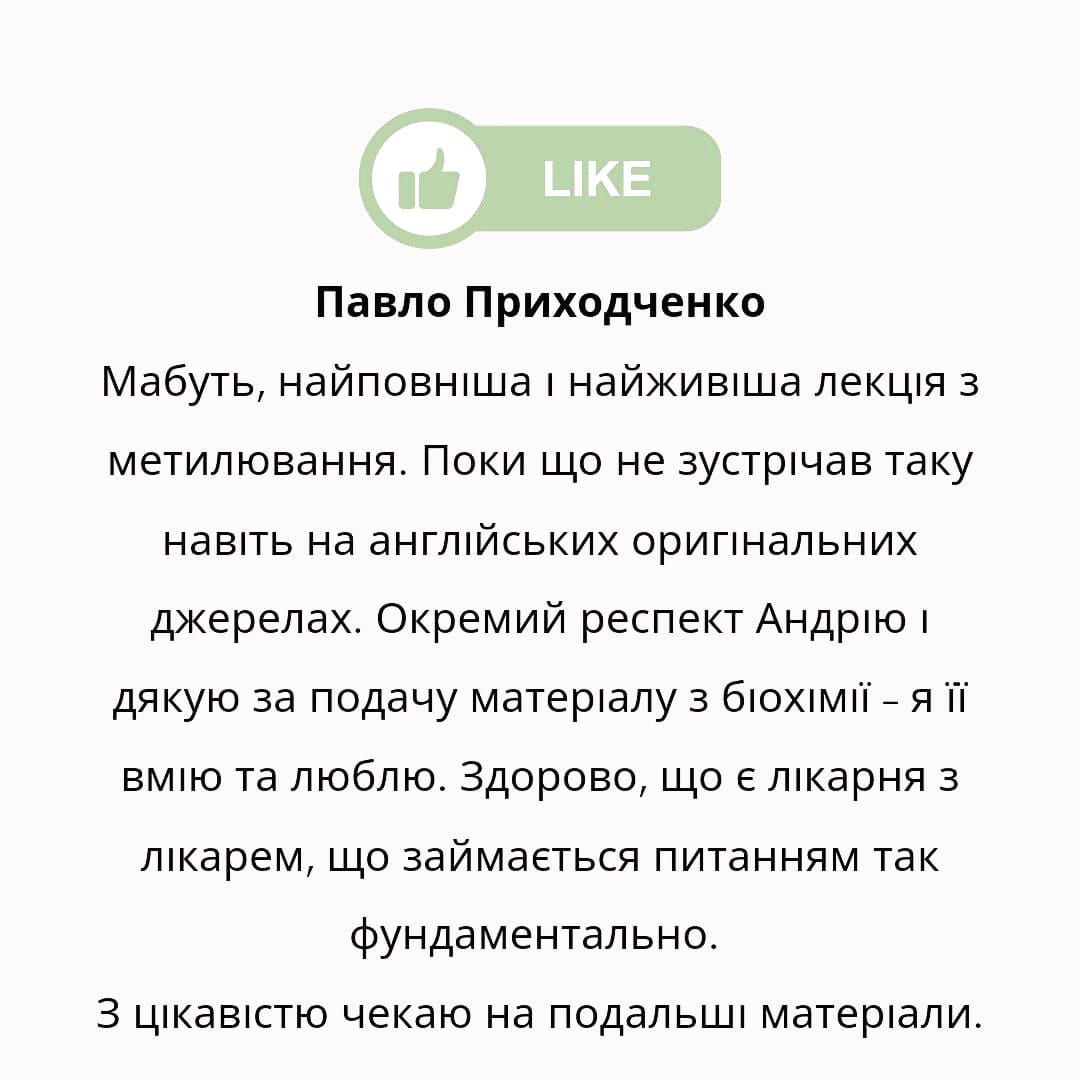 LIKE
Павло Приходченко
Мабуть, найповніша і найживіша лекція з
метилювання. Поки що не зустрічав таку
навіть на англійських оригінальних
джерелах. Окремий респект Андрію і
дякую за подачу матеріалу з біохімії – я її
вмію та люблю. Здорово, що є лікарня з
лікарем, що займається питанням так
фундаментально.
З цікавістю чекаю на подальші матеріали.